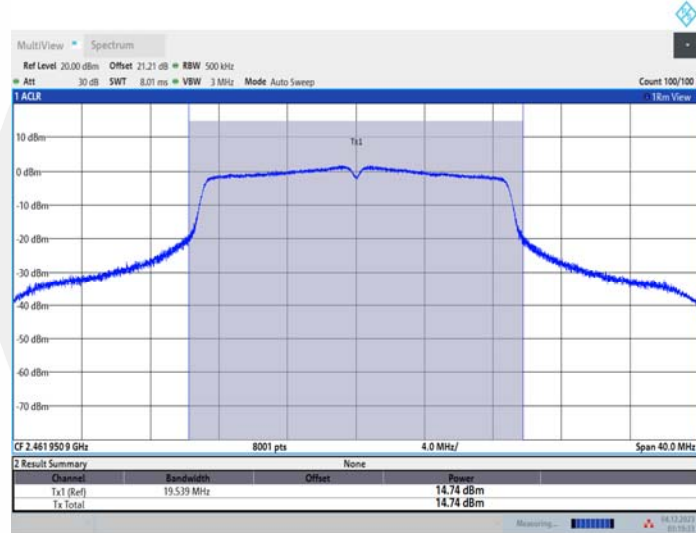 MultiView Spectrum
Ref Level 20.00 dBm Offset 21.21 dB RBW 500 kHz
Att 30 dB SWT 8.01 ms VBW 3 MHz Mode Auto Sweep Count 100/100
1 ACLR 1Rm View
Tx1
10 dBm
0 dBm
-10 dBm
-20 dBm
-30 dBm
-40 dBm
-50 dBm
-60 dBm
-70 dBm
CF 2.461 950 9 GHz 8001 pts 4.0 MHz/ Span 40.0 MHz
2 Result Summary None
Channel Bandwidth Offset Power
Tx1 (Ref) 19.539 MHz 14.74 dBm
Tx Total 14.74 dBm
Measuring...